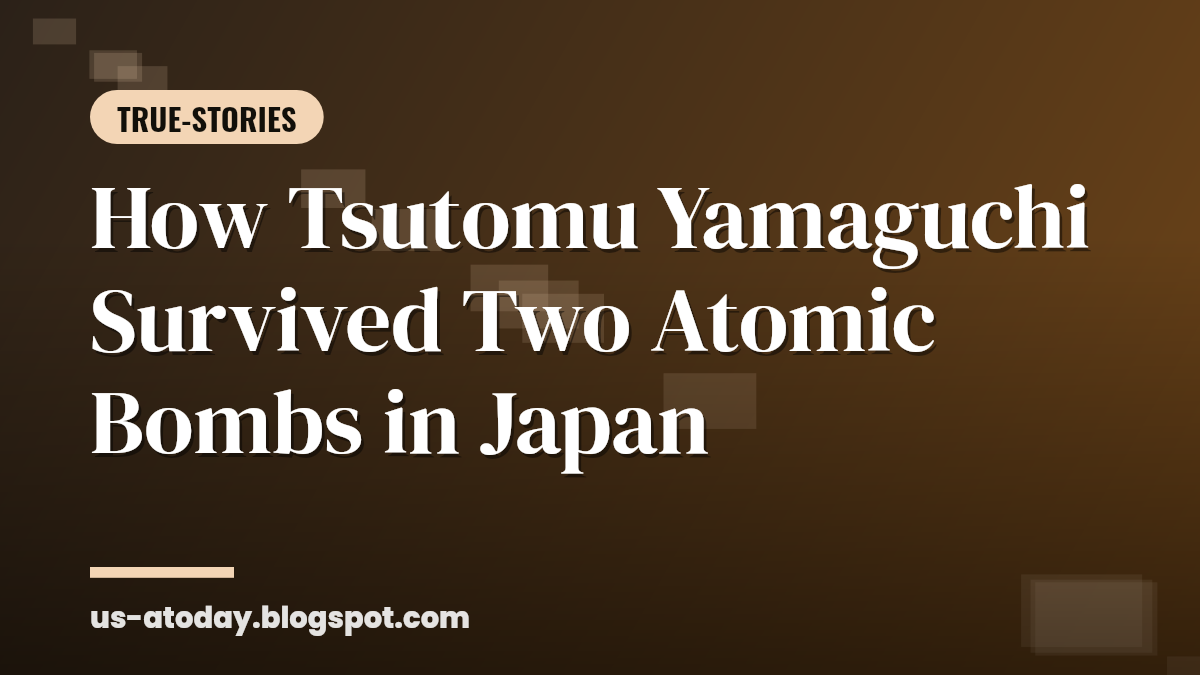 TRUE-STORIES
How Tsutomu Yamaguchi
Survived Two Atomic
Bombs in Japan
us-atoday.blogspot.com